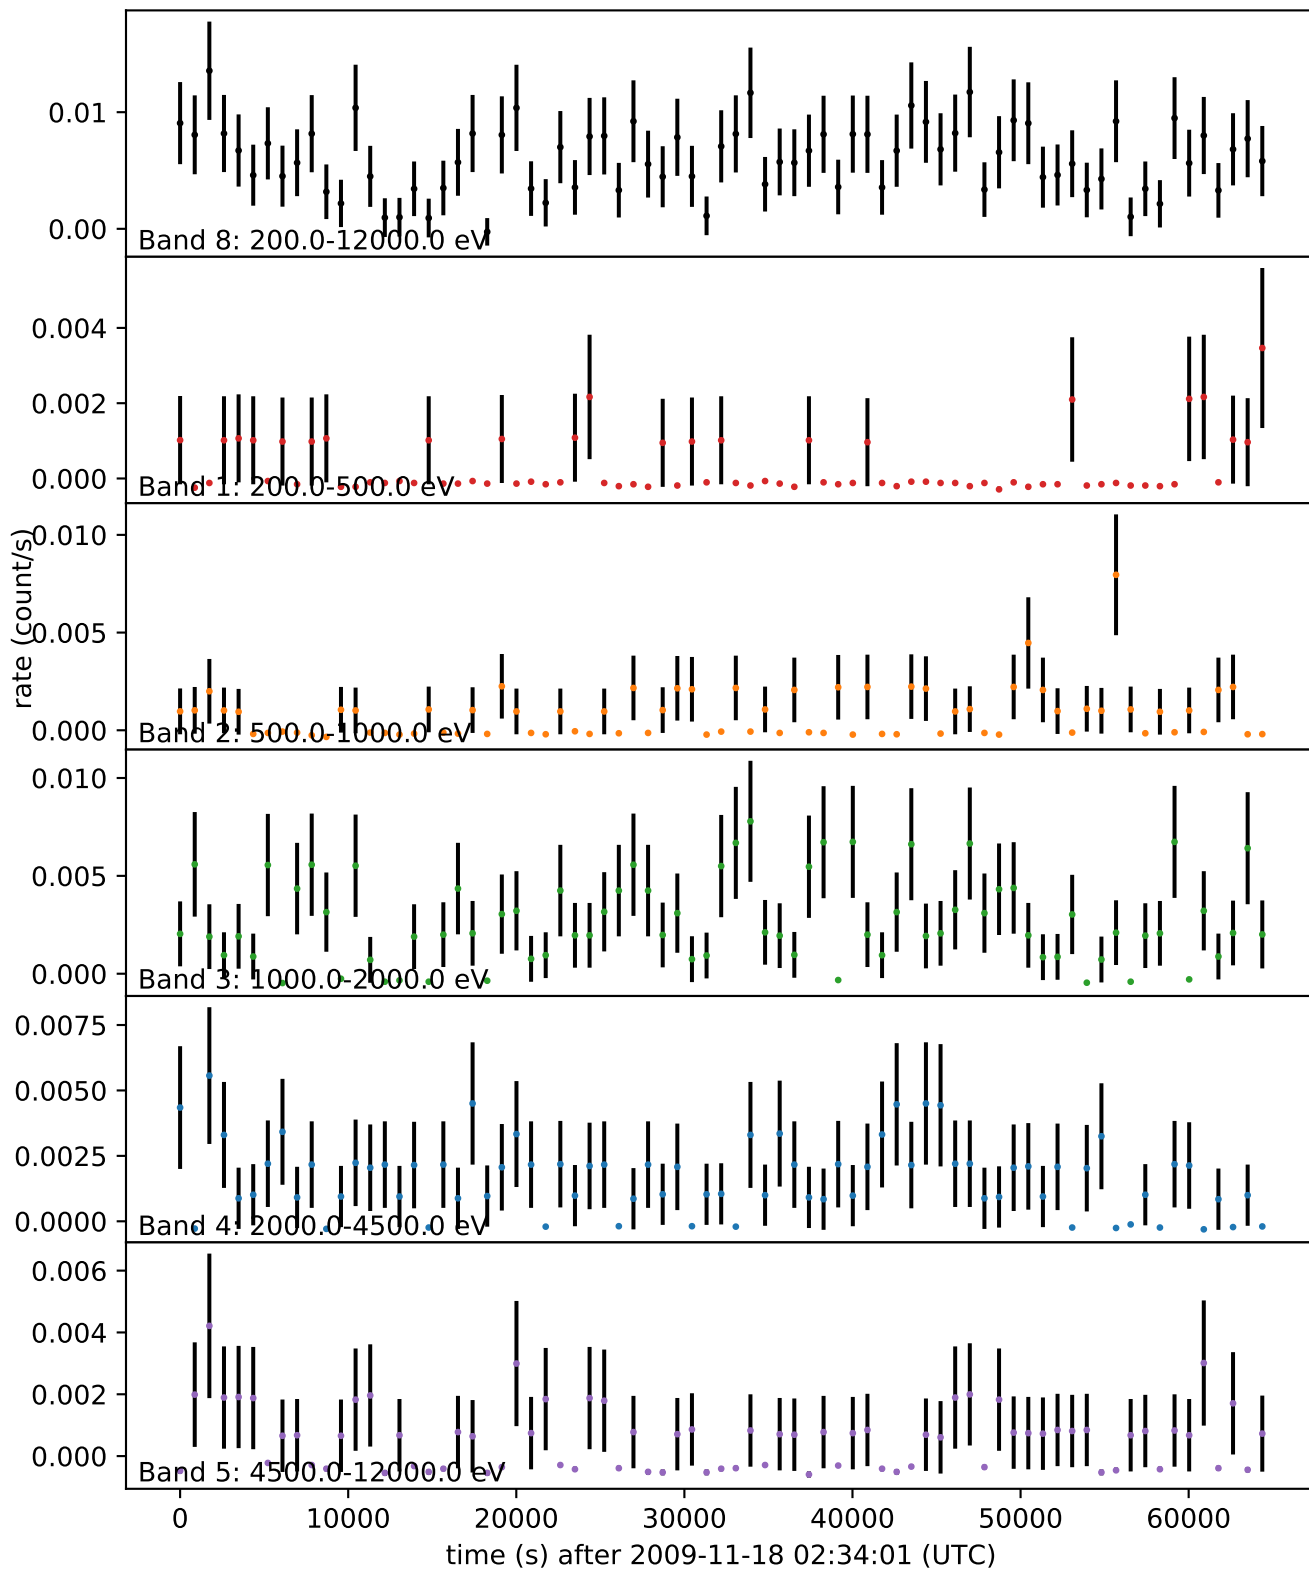 0.01
0.00
Band 8: 200.0-12000.0 eV
0.004
0.002
0.000
Band 1: 200.0-500.0 eV
rate (count/s)
0.010
0.005
0.000
Band 2: 500.0-1000.0 eV
0.010
0.005
0.000
Band 3: 1000.0-2000.0 eV
0.0075
0.0050
0.0025
0.0000
Band 4: 2000.0-4500.0 eV
0.006
0.004
0.002
0.000
Band 5: 4500.0-12000.0 eV
0 10000 20000 30000 40000 50000 60000
time (s) after 2009-11-18 02:34:01 (UTC)